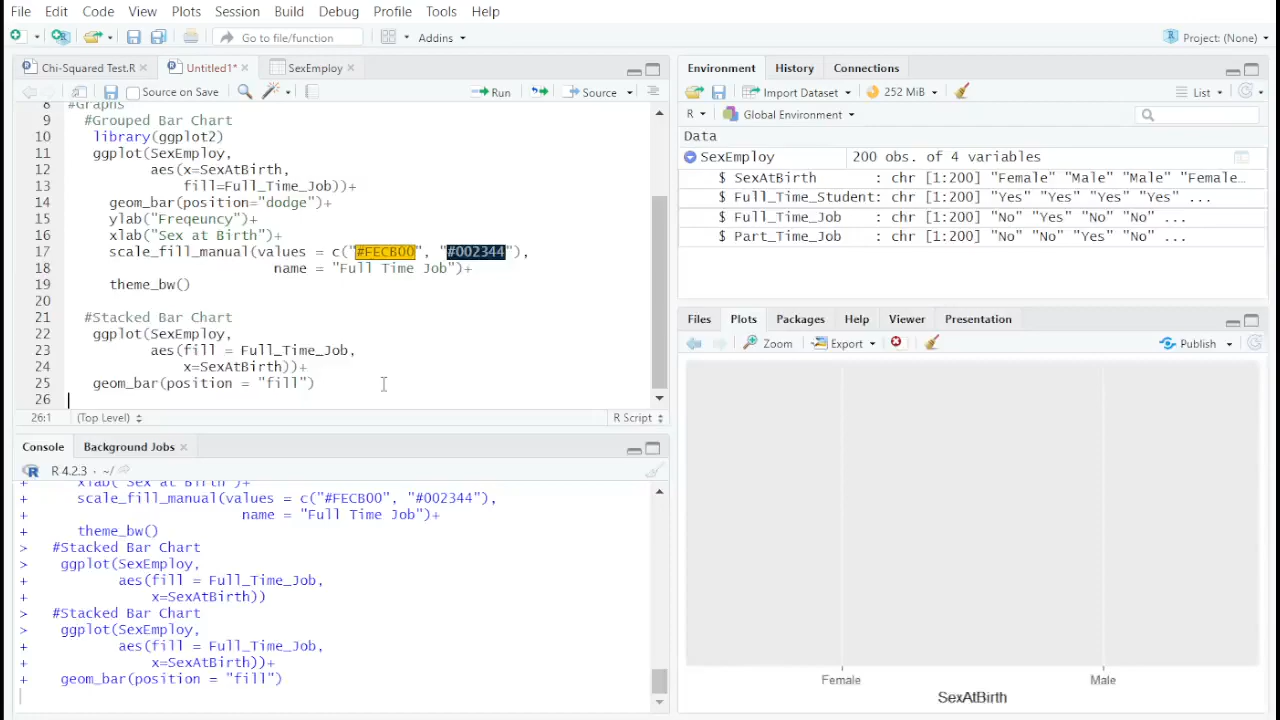 File Edit Code View Plots Session Build Debug Profile Tools Help
Go to file/function Addins Project: (None)
Chi-Squared Test.R Untitled1* SexEmploy
Source on Save Run Source
8 #Graphs
9 #Grouped Bar Chart
10 library(ggplot2)
11 ggplot(SexEmploy,
12 aes(x=SexAtBirth,
13 fill=Full_Time_Job))+
14 geom_bar(position="dodge")+
15 ylab("Freqeuncy")+
16 xlab("Sex at Birth")+
17 scale_fill_manual(values = c("#FECB00", "#002344"),
18 name = "Full Time Job")+
19 theme_bw()
20
21 #Stacked Bar Chart
22 ggplot(SexEmploy,
23 aes(fill = Full_Time_Job,
24 x=SexAtBirth))+
25 geom_bar(position = "fill")
26
26:1 (Top Level) R Script
Console Background Jobs
R 4.2.3 · ~/
+ xlab("Sex at Birth")+
+ scale_fill_manual(values = c("#FECB00", "#002344"),
+ name = "Full Time Job")+
+ theme_bw()
> #Stacked Bar Chart
> ggplot(SexEmploy,
+ aes(fill = Full_Time_Job,
+ x=SexAtBirth))
> #Stacked Bar Chart
> ggplot(SexEmploy,
+ aes(fill = Full_Time_Job,
+ x=SexAtBirth))+
+ geom_bar(position = "fill")
Environment History Connections
Import Dataset 252 MiB List
R Global Environment
Data
SexEmploy 200 obs. of 4 variables
$ SexAtBirth : chr [1:200] "Female" "Male" "Male" "Female…
$ Full_Time_Student: chr [1:200] "Yes" "Yes" "Yes" "Yes" ...
$ Full_Time_Job : chr [1:200] "No" "Yes" "No" "No" ...
$ Part_Time_Job : chr [1:200] "No" "No" "Yes" "No" ...
Files Plots Packages Help Viewer Presentation
Zoom Export Publish
Female Male
SexAtBirth